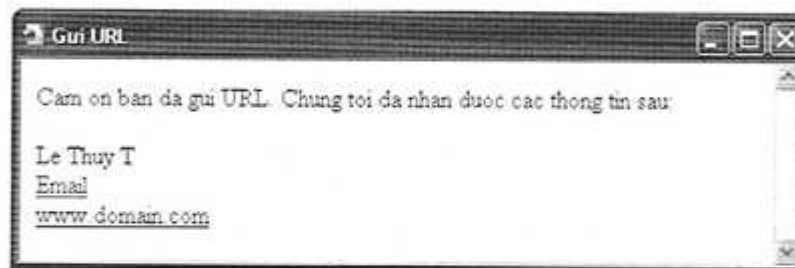 Gui URL
Cam on ban da gui URL. Chung toi da nhan duoc cac thong tin sau:
Le Thuy T
Email
www.domain.com